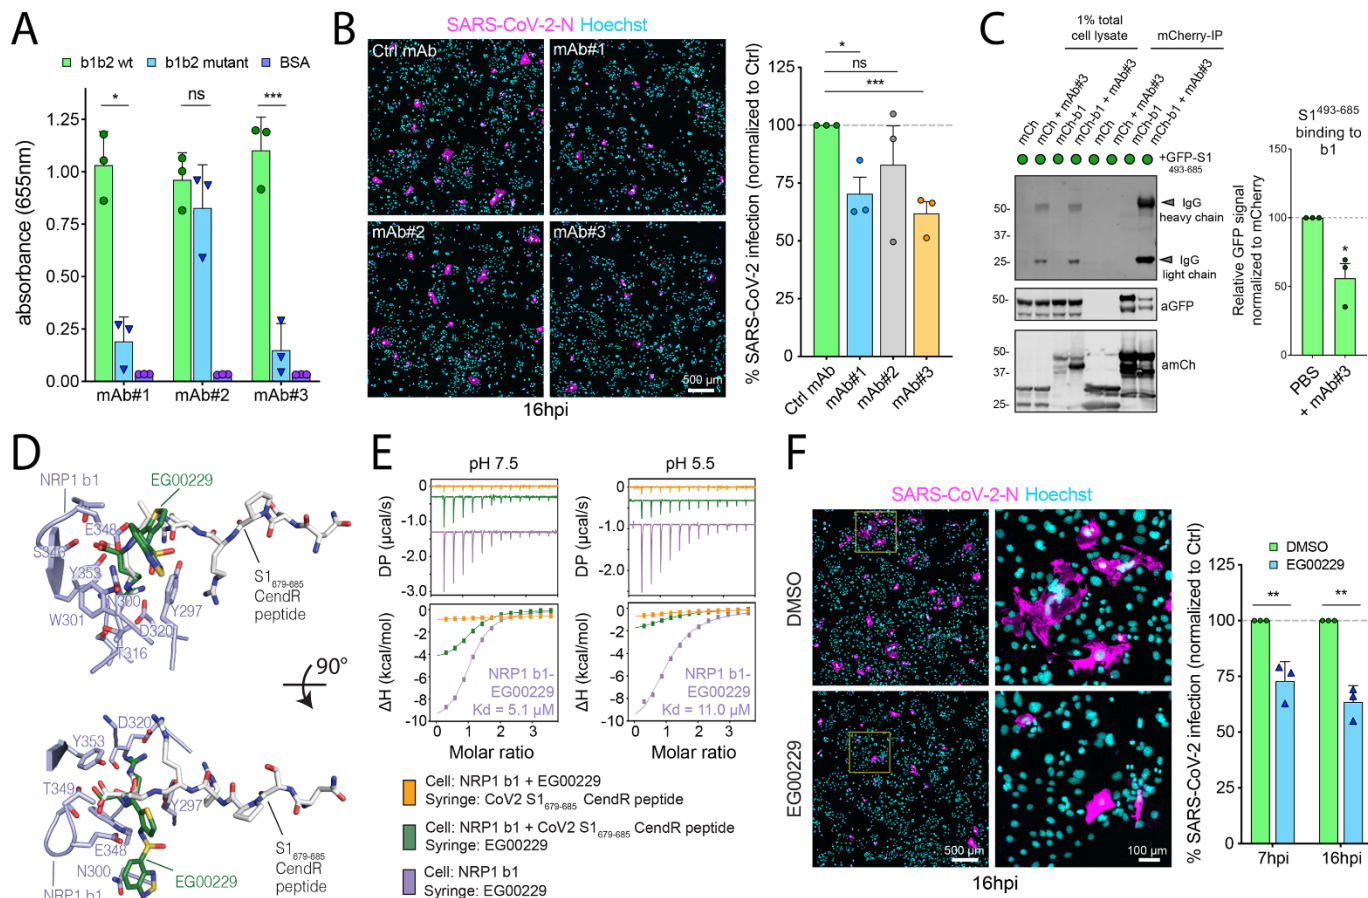 A
b1b2 wt
b1b2 mutant
BSA
*
ns
***
absorbance (655nm)
1.25
1.00
0.75
0.50
0.25
0.00
mAb#1
mAb#2
mAb#3
B
SARS-CoV-2-N Hoechst
Ctrl mAb
mAb#1
mAb#2
mAb#3
500 µm
16hpi
% SARS-CoV-2 infection (normalized to Ctrl)
*
ns
***
125
100
75
50
25
0
Ctrl mAb
mAb#1
mAb#2
mAb#3
C
1% total
cell lysate
mCherry-IP
mCh
mCh + mAb#3
mCh-b1
mCh-b1 + mAb#3
mCh
mCh + mAb#3
mCh-b1
mCh-b1 + mAb#3
+GFP-S1
493-685
50-
37-
25-
IgG
heavy chain
IgG
light chain
50-
aGFP
50-
37-
25-
amCh
S1493-685
binding to
b1
Relative GFP signal
normalized to mCherry
150
100
50
0
*
PBS
+ mAb#3
D
NRP1 b1
EG00229
E348
S346
Y353
N300
W301
Y297
D320
T316
S1679-685
CendR
peptide
90°
D320
Y353
T349
Y297
E348
N300
NRP1 b1
EG00229
S1679-685
CendR
peptide
E
pH 7.5
pH 5.5
DP (µcal/s)
0
-1.0
-2.0
-3.0
DP (µcal/s)
0
-1.0
-2.0
ΔH (kcal/mol)
0
-2
-4
-6
-8
-10
NRP1 b1-
EG00229
Kd = 5.1 µM
ΔH (kcal/mol)
0
-2
-4
-6
-8
-10
NRP1 b1-
EG00229
Kd = 11.0 µM
0 1 2 3
0 1 2 3
Molar ratio
Molar ratio
Cell: NRP1 b1 + EG00229
Syringe: CoV2 S1679-685 CendR peptide
Cell: NRP1 b1 + CoV2 S1679-685 CendR peptide
Syringe: EG00229
Cell: NRP1 b1
Syringe: EG00229
F
SARS-CoV-2-N Hoechst
DMSO
EG00229
500 µm
100 µm
16hpi
DMSO
EG00229
% SARS-CoV-2 infection (normalized to Ctrl)
**
**
125
100
75
50
25
0
7hpi
16hpi